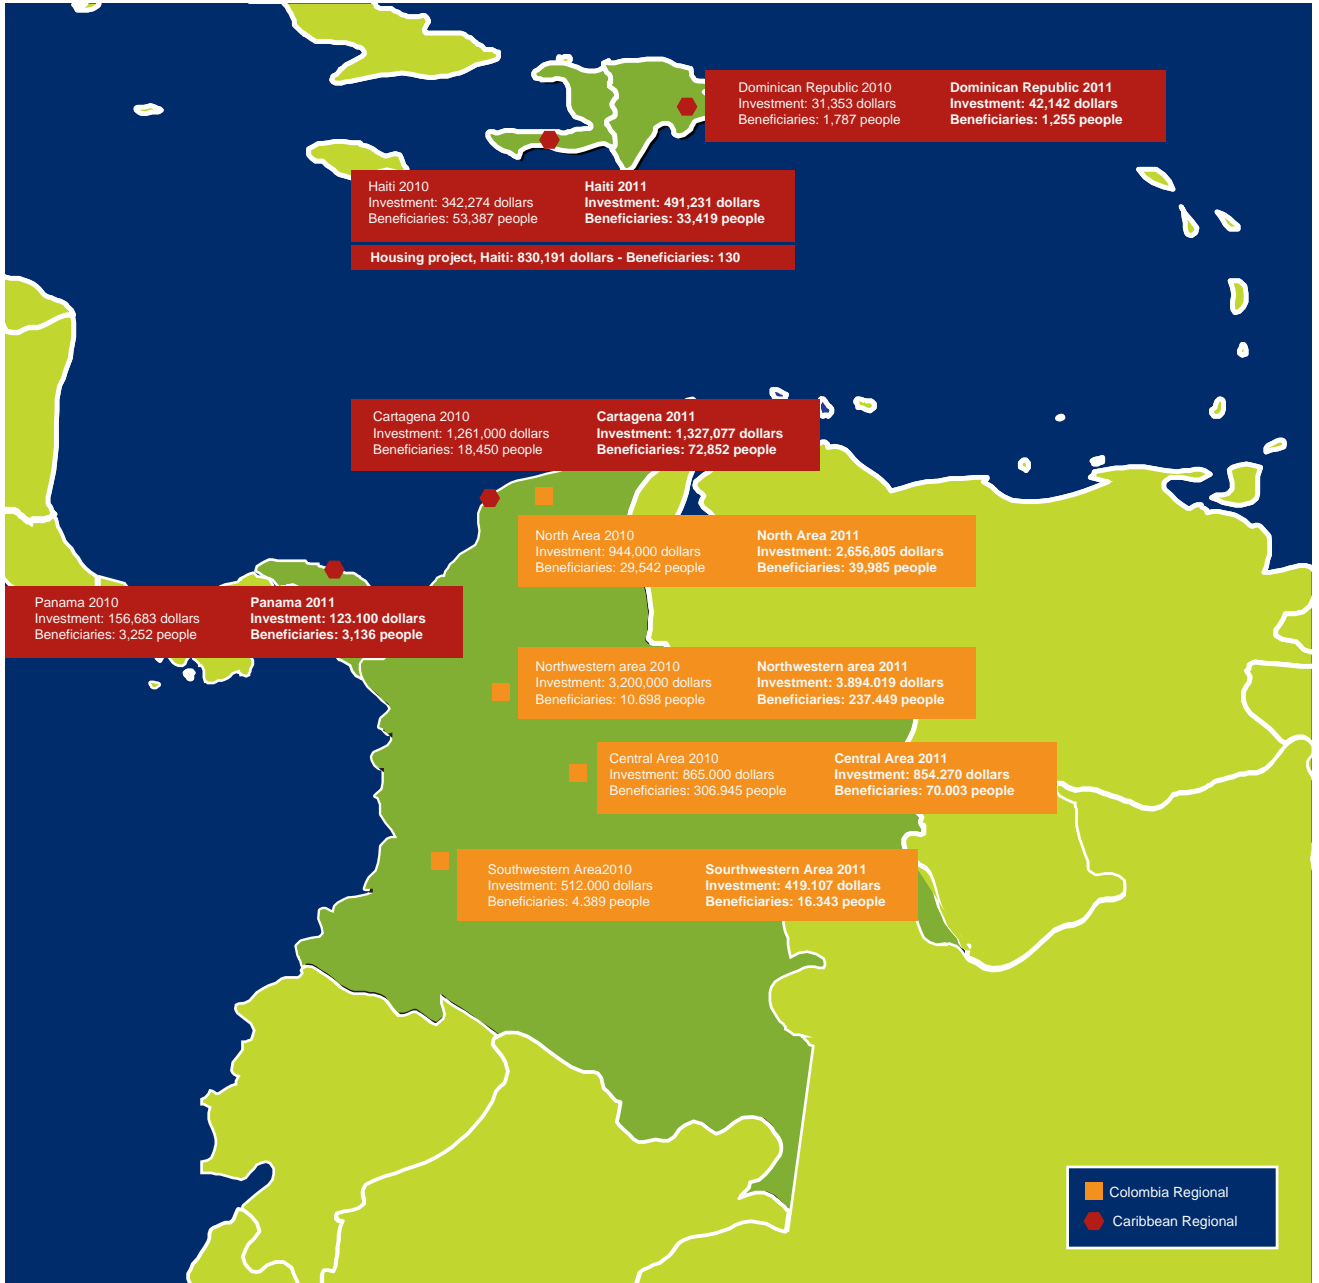 Dominican Republic 2010
Investment: 31,353 dollars
Beneficiaries: 1,787 people
Dominican Republic 2011
Investment: 42,142 dollars
Beneficiaries: 1,255 people
Haiti 2010
Investment: 342,274 dollars
Beneficiaries: 53,387 people
Haiti 2011
Investment: 491,231 dollars
Beneficiaries: 33,419 people
Housing project, Haiti: 830,191 dollars - Beneficiaries: 130
Cartagena 2010
Investment: 1,261,000 dollars
Beneficiaries: 18,450 people
Cartagena 2011
Investment: 1,327,077 dollars
Beneficiaries: 72,852 people
North Area 2010
Investment: 944,000 dollars
Beneficiaries: 29,542 people
North Area 2011
Investment: 2,656,805 dollars
Beneficiaries: 39,985 people
Panama 2010
Investment: 156,683 dollars
Beneficiaries: 3,252 people
Panama 2011
Investment: 123.100 dollars
Beneficiaries: 3,136 people
Northwestern area 2010
Investment: 3,200,000 dollars
Beneficiaries: 10.698 people
Northwestern area 2011
Investment: 3.894.019 dollars
Beneficiaries: 237.449 people
Central Area 2010
Investment: 865.000 dollars
Beneficiaries: 306.945 people
Central Area 2011
Investment: 854.270 dollars
Beneficiaries: 70.003 people
Southwestern Area2010
Investment: 512.000 dollars
Beneficiaries: 4.389 people
Sourthwestern Area 2011
Investment: 419.107 dollars
Beneficiaries: 16.343 people
Colombia Regional
Caribbean Regional